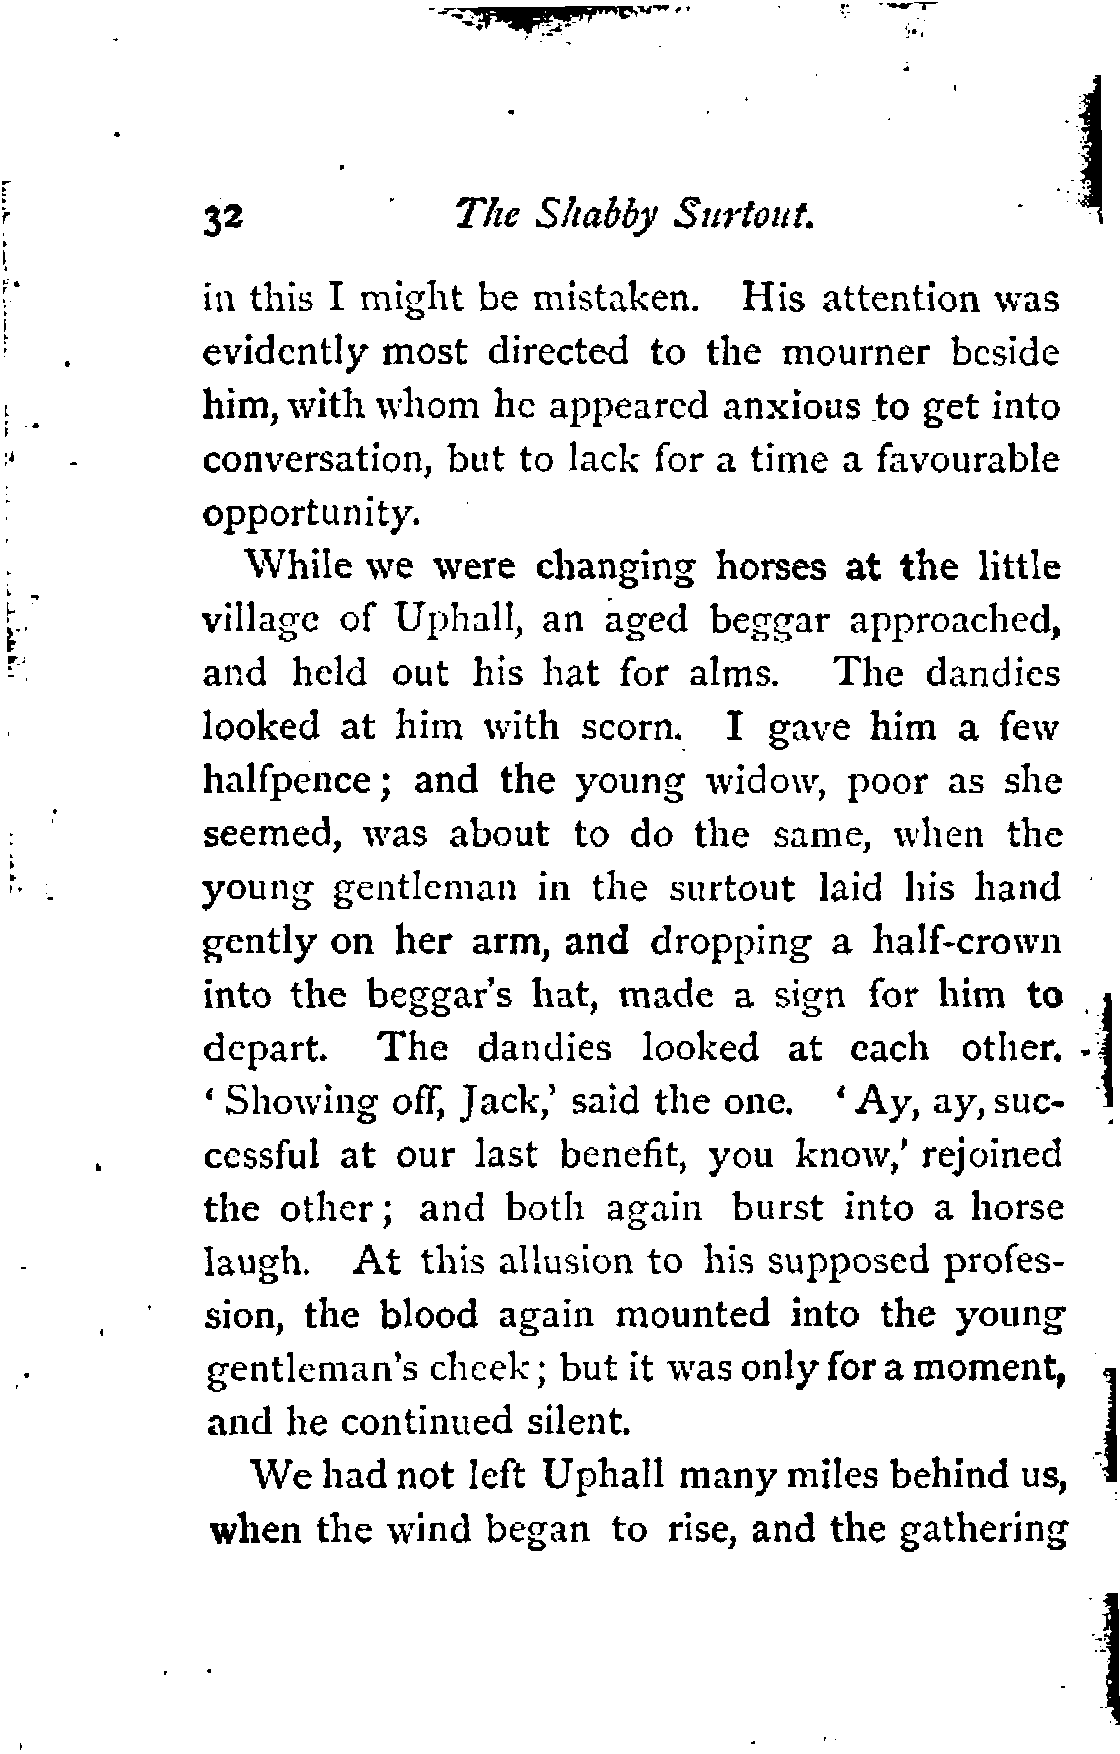 32 The Shabby Surtout.
in this I might be mistaken. His attention was
evidently most directed to the mourner beside
him, with whom he appeared anxious to get into
conversation, but to lack for a time a favourable
opportunity.
While we were changing horses at the little
village of Uphall, an aged beggar approached,
and held out his hat for alms. The dandies
looked at him with scorn. I gave him a few
halfpence; and the young widow, poor as she
seemed, was about to do the same, when the
young gentleman in the surtout laid his hand
gently on her arm, and dropping a half-crown
into the beggar's hat, made a sign for him to
depart. The dandies looked at each other.
‘Showing off, Jack,’ said the one. ‘Ay, ay, suc-
cessful at our last benefit, you know,’ rejoined
the other; and both again burst into a horse
laugh. At this allusion to his supposed profes-
sion, the blood again mounted into the young
gentleman's cheek; but it was only for a moment,
and he continued silent.
We had not left Uphall many miles behind us,
when the wind began to rise, and the gathering